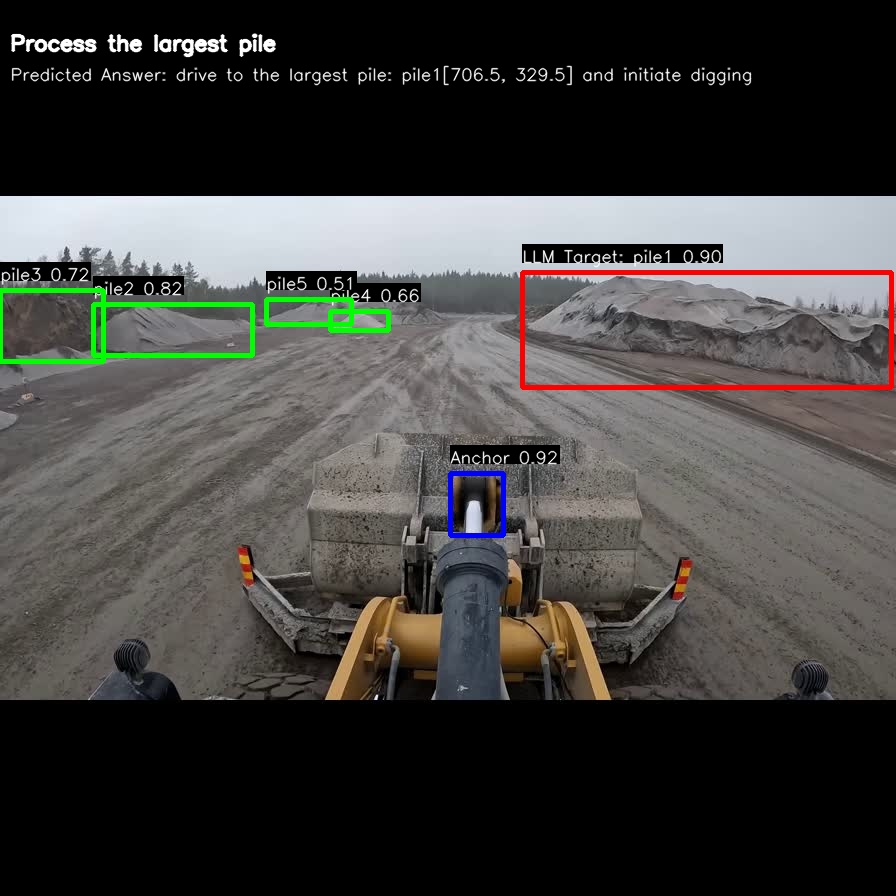 Process the largest pile
Predicted Answer: drive to the largest pile: pile1[706.5, 329.5] and initiate digging
LLM Target: pile1 0.90
pile3 0.72
pile2 0.82
pile5 0.51
pile4 0.66
Anchor 0.92